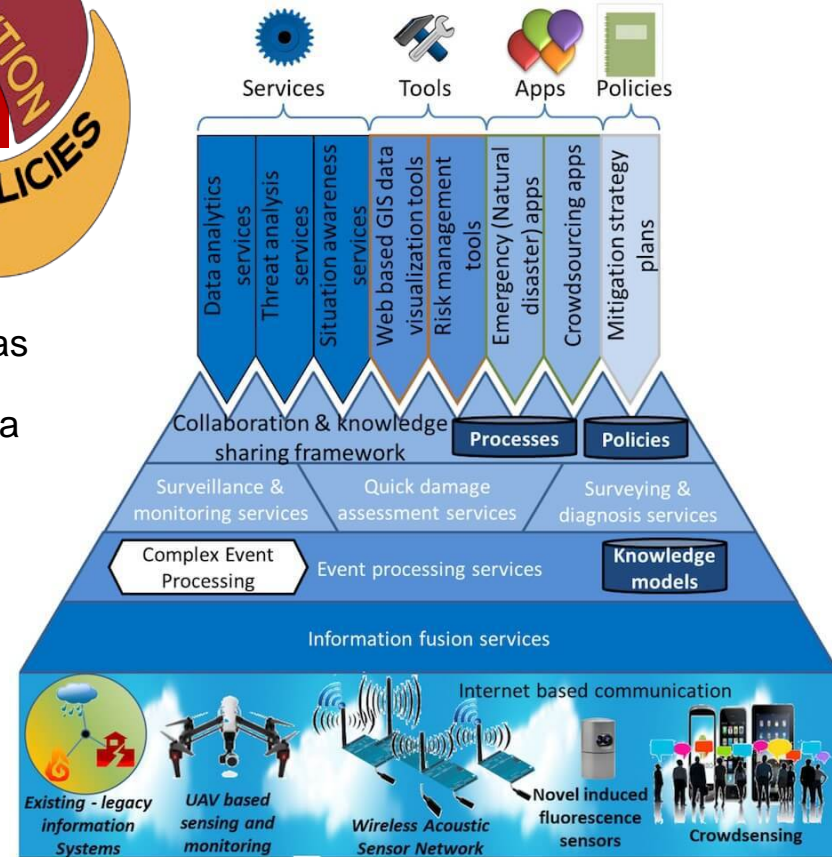 TION
LICIES
as
a
Services
Tools
Apps
Policies
Data analytics
services
Threat analysis
services
Situation awareness
services
Web based GIS data
visualization tools
Risk management
tools
Emergency (Natural
disaster) apps
Crowdsourcing apps
Mitigation strategy
plans
Collaboration & knowledge
sharing framework
Processes
Policies
Surveillance &
monitoring services
Quick damage
assessment services
Surveying &
diagnosis services
Complex Event
Processing
Event processing services
Knowledge
models
Information fusion services
Internet based communication
Existing - legacy
information
Systems
UAV based
sensing and
monitoring
Wireless Acoustic
Sensor Network
Novel induced
fluorescence
sensors
Crowdsensing